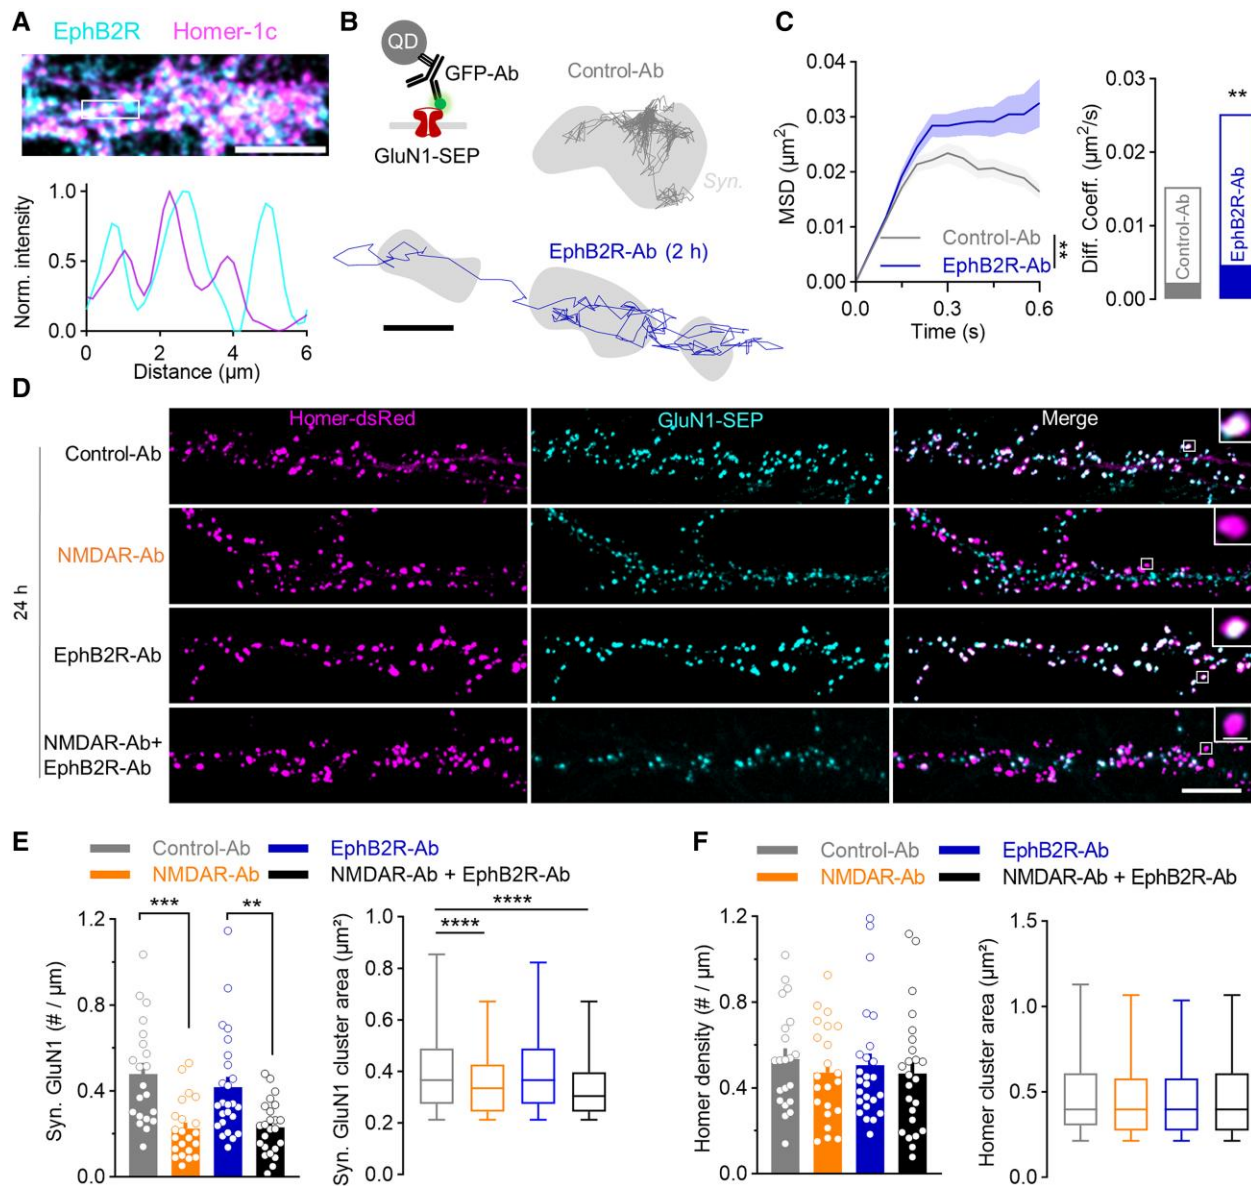 A
EphB2R Homer-1c
Norm. intensity
1.0
0.5
0.0
0 2 4 6
Distance (µm)
B
QD
GFP-Ab
GluN1-SEP
Control-Ab
Syn.
EphB2R-Ab (2 h)
C
MSD (µm²)
0.04
0.03
0.02
0.01
0.00
Control-Ab
EphB2R-Ab
**
0.0 0.3 0.6
Time (s)
Diff. Coeff. (µm²/s)
0.03
0.02
0.01
0.00
**
Control-Ab
EphB2R-Ab
D
Homer-dsRed GluN1-SEP Merge
24 h
Control-Ab
NMDAR-Ab
EphB2R-Ab
NMDAR-Ab+
EphB2R-Ab
E
Control-Ab EphB2R-Ab
NMDAR-Ab NMDAR-Ab + EphB2R-Ab
Syn. GluN1 (# / µm)
1.2
0.8
0.4
0.0
*** **
Syn. GluN1 cluster area (µm²)
1.0
0.8
0.6
0.4
0.2
0.0
****
****
F
Control-Ab EphB2R-Ab
NMDAR-Ab NMDAR-Ab + EphB2R-Ab
Homer density (# / µm)
1.2
0.8
0.4
0.0
Homer cluster area (µm²)
1.5
1.0
0.5
0.0